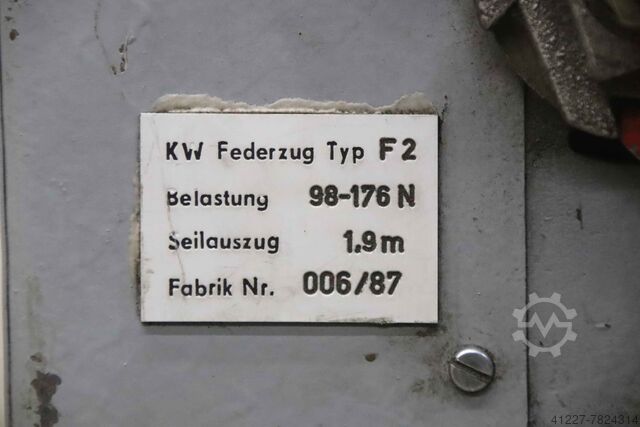 KW Federzug Typ F2
Belastung 98-176 N
Seilauszug 1.9m
Fabrik Nr. 006/87
41227-7824314